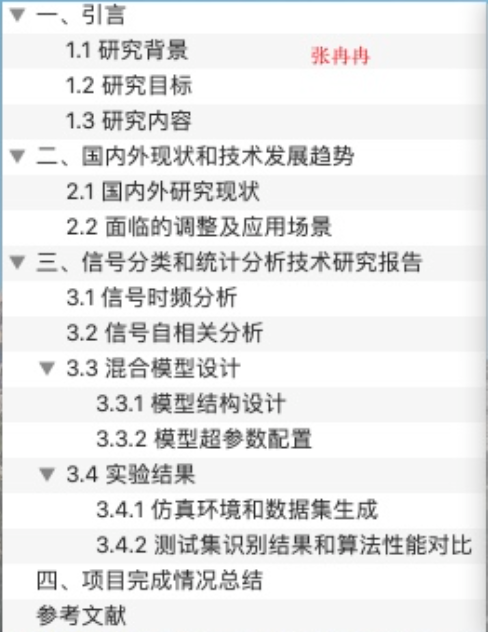 一、引言
1.1 研究背景
张冉冉
1.2 研究目标
1.3 研究内容
二、国内外现状和技术发展趋势
2.1 国内外研究现状
2.2 面临的调整及应用场景
三、信号分类和统计分析技术研究报告
3.1 信号时频分析
3.2 信号自相关分析
3.3 混合模型设计
3.3.1 模型结构设计
3.3.2 模型超参数配置
3.4 实验结果
3.4.1 仿真环境和数据集生成
3.4.2 测试集识别结果和算法性能对比
四、项目完成情况总结
参考文献